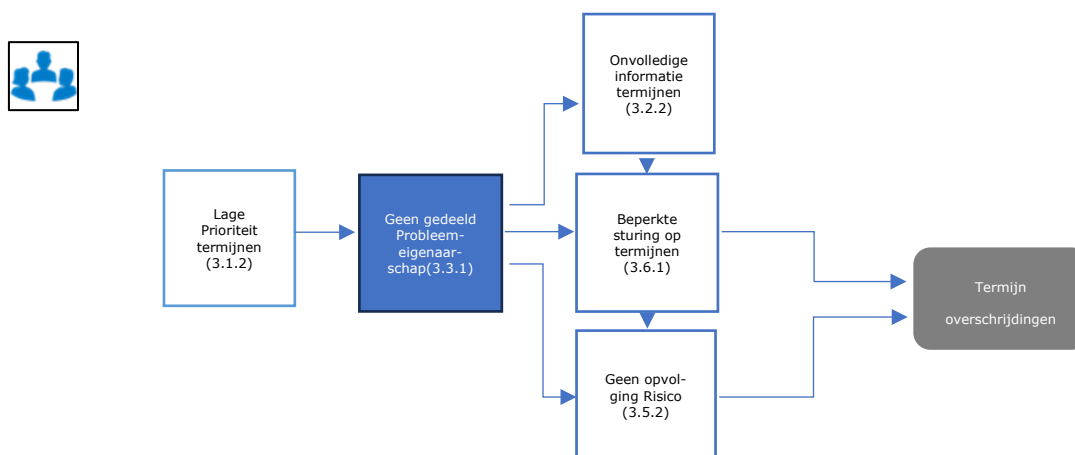 Onvolledige
informatie
termijnen
(3.2.2)
Lage
Prioriteit
termijnen
(3.1.2)
Geen gedeeld
Probleem-
eigenaar-
schap(3.3.1)
Beperkte
sturing op
termijnen
(3.6.1)
Termijn
overschrijdingen
Geen opvol-
ging Risico
(3.5.2)